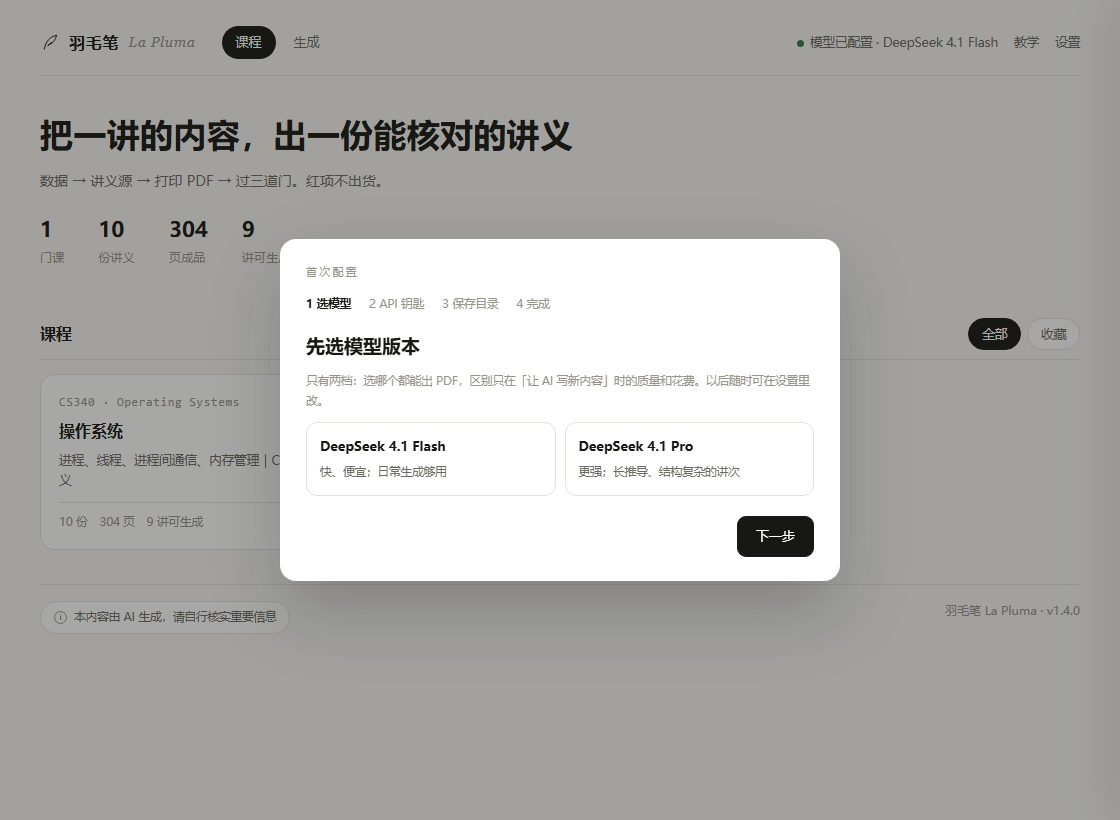 羽毛笔 La Pluma 课程 生成 模型已配置 · DeepSeek 4.1 Flash 教学 设置
把一讲的内容，出一份能核对的讲义
数据 → 讲义源 → 打印 PDF → 过三道门。红项不出货。
1 10 304 9
门课 份讲义 页成品 讲可生
首次配置
1 选模型 2 API 钥匙 3 保存目录 4 完成
先选模型版本
只有两档：选哪个都能出 PDF，区别只在「让 AI 写新内容」时的质量和花费。以后随时可在设置里
改。
DeepSeek 4.1 Flash
快、便宜；日常生成够用
DeepSeek 4.1 Pro
更强；长推导、结构复杂的讲次
下一步
课程 全部 收藏
CS340 · Operating Systems
操作系统
进程、线程、进程间通信、内存管理 | C
义
10 份 304 页 9 讲可生成
本内容由 AI 生成，请自行核实重要信息
羽毛笔 La Pluma · v1.4.0